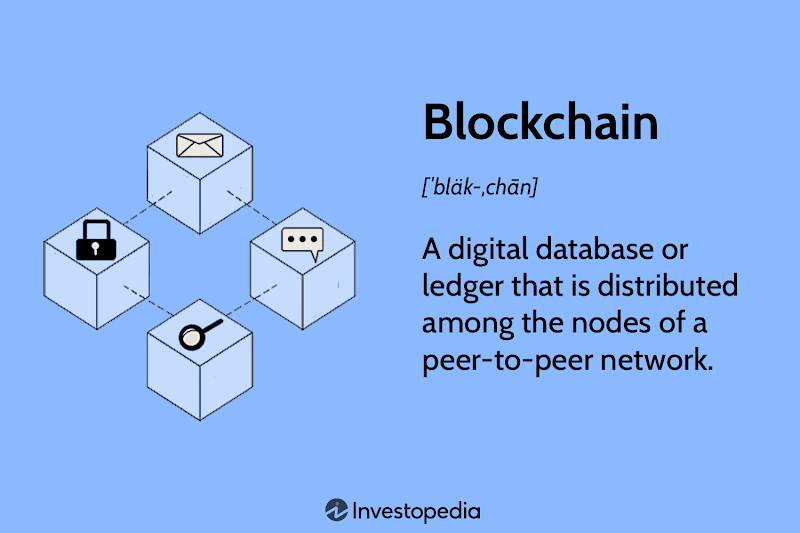 Blockchain
[ˈbläk-ˌchān]
A digital database or
ledger that is distributed
among the nodes of a
peer-to-peer network.
Investopedia